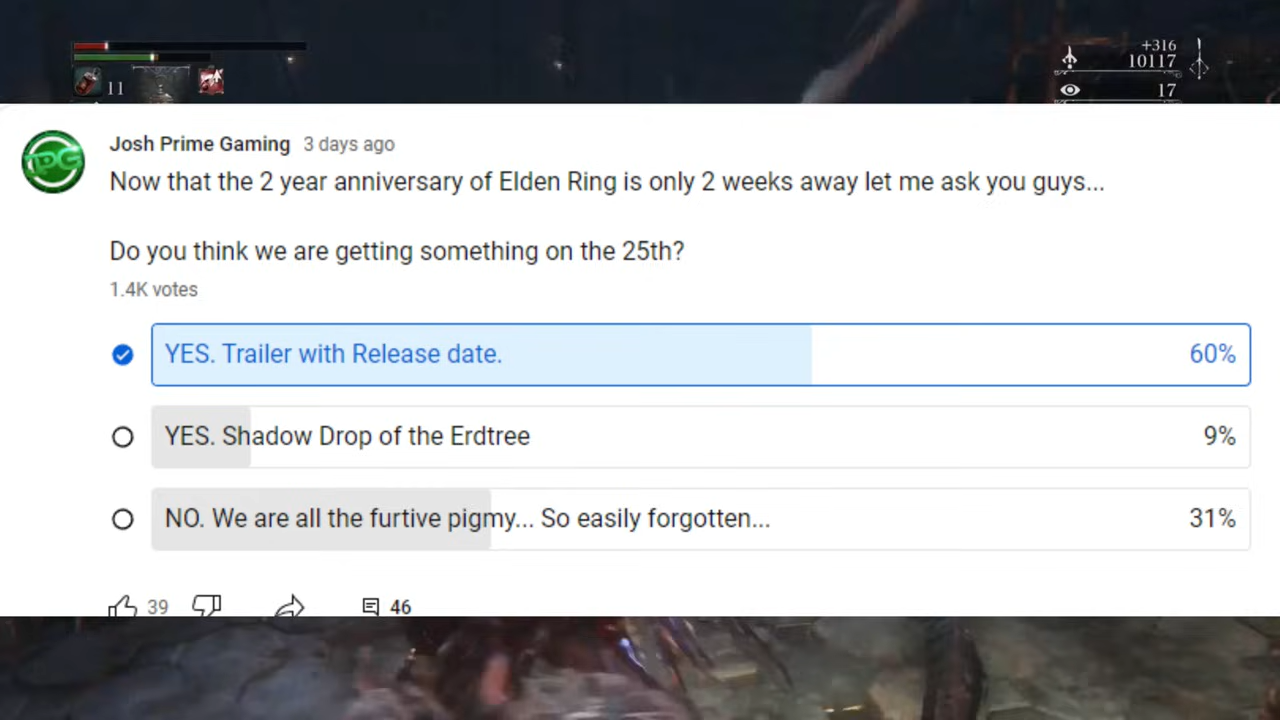 +316
10117
11
17
JPG
Josh Prime Gaming 3 days ago
Now that the 2 year anniversary of Elden Ring is only 2 weeks away let me ask you guys...
Do you think we are getting something on the 25th?
1.4K votes
YES. Trailer with Release date. 60%
YES. Shadow Drop of the Erdtree 9%
NO. We are all the furtive pigmy... So easily forgotten... 31%
39 46